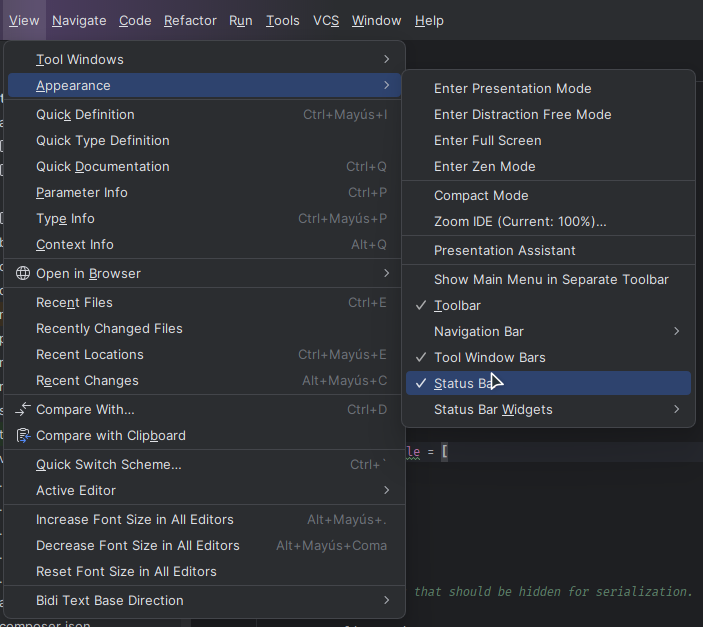 View Navigate Code Refactor Run Tools VCS Window Help
Tool Windows
Appearance
Quick Definition Ctrl+Mayús+I
Quick Type Definition
Quick Documentation Ctrl+Q
Parameter Info Ctrl+P
Type Info Ctrl+Mayús+P
Context Info Alt+Q
Open in Browser
Recent Files Ctrl+E
Recently Changed Files
Recent Locations Ctrl+Mayús+E
Recent Changes Alt+Mayús+C
Compare With... Ctrl+D
Compare with Clipboard
Quick Switch Scheme... Ctrl+`
Active Editor
Increase Font Size in All Editors Alt+Mayús+.
Decrease Font Size in All Editors Alt+Mayús+Coma
Reset Font Size in All Editors
Bidi Text Base Direction
Enter Presentation Mode
Enter Distraction Free Mode
Enter Full Screen
Enter Zen Mode
Compact Mode
Zoom IDE (Current: 100%)...
Presentation Assistant
Show Main Menu in Separate Toolbar
Toolbar
Navigation Bar
Tool Window Bars
Status Bar
Status Bar Widgets
le = [
that should be hidden for serialization.
composer.json